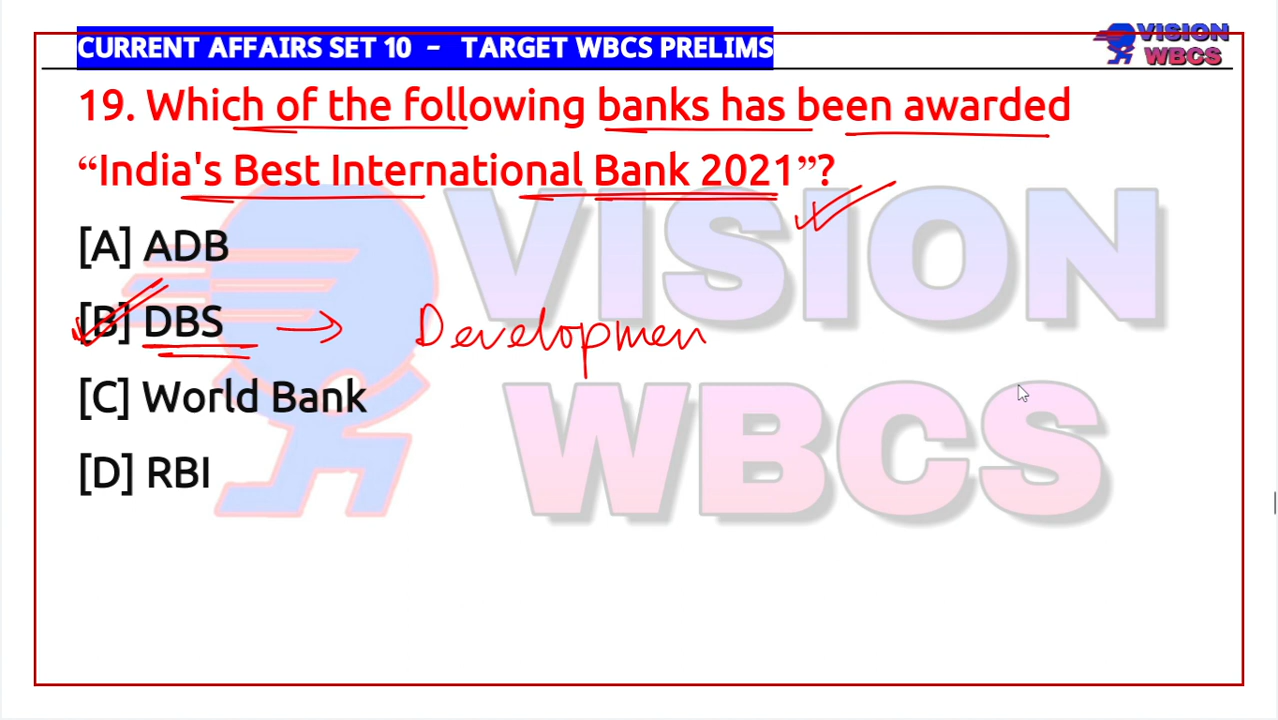 CURRENT AFFAIRS SET 10 – TARGET WBCS PRELIMS
VISION
WBCS
19. Which of the following banks has been awarded
“India's Best International Bank 2021”?
[A] ADB
[B] DBS → Developmen
[C] World Bank
[D] RBI
VISION
WBCS